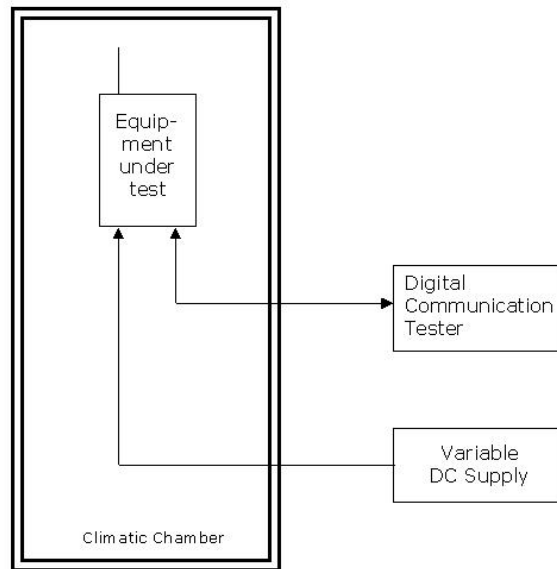 Equip-
ment
under
test
Digital
Communication
Tester
Variable
DC Supply
Climatic Chamber